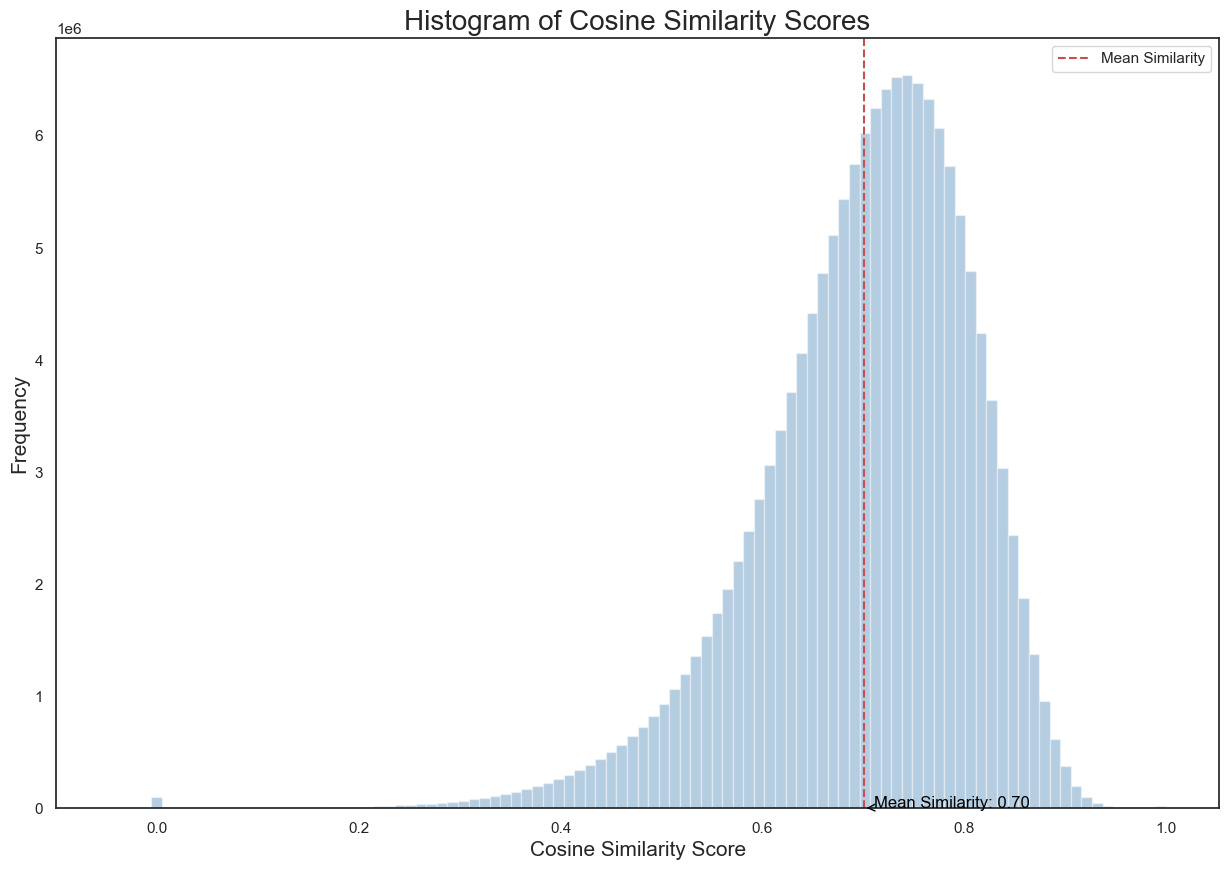 Histogram of Cosine Similarity Scores
1e6
Mean Similarity
6
5
4
3
2
1
0
Frequency
Mean Similarity: 0.70
0.0 0.2 0.4 0.6 0.8 1.0
Cosine Similarity Score